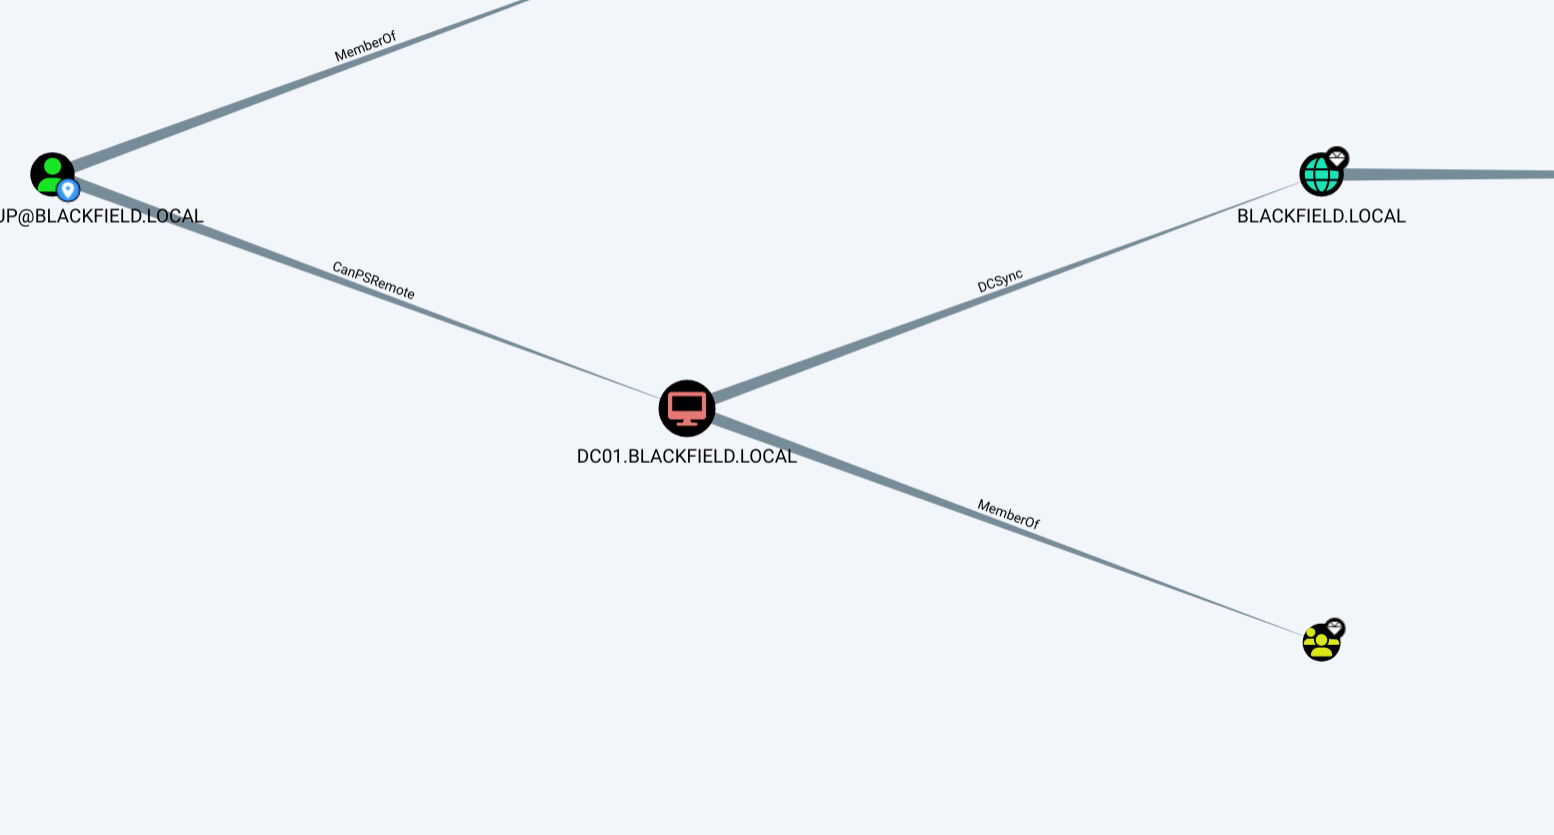 MemberOf
UP@BLACKFIELD.LOCAL
BLACKFIELD.LOCAL
CanPSRemote
DCSync
DC01.BLACKFIELD.LOCAL
MemberOf